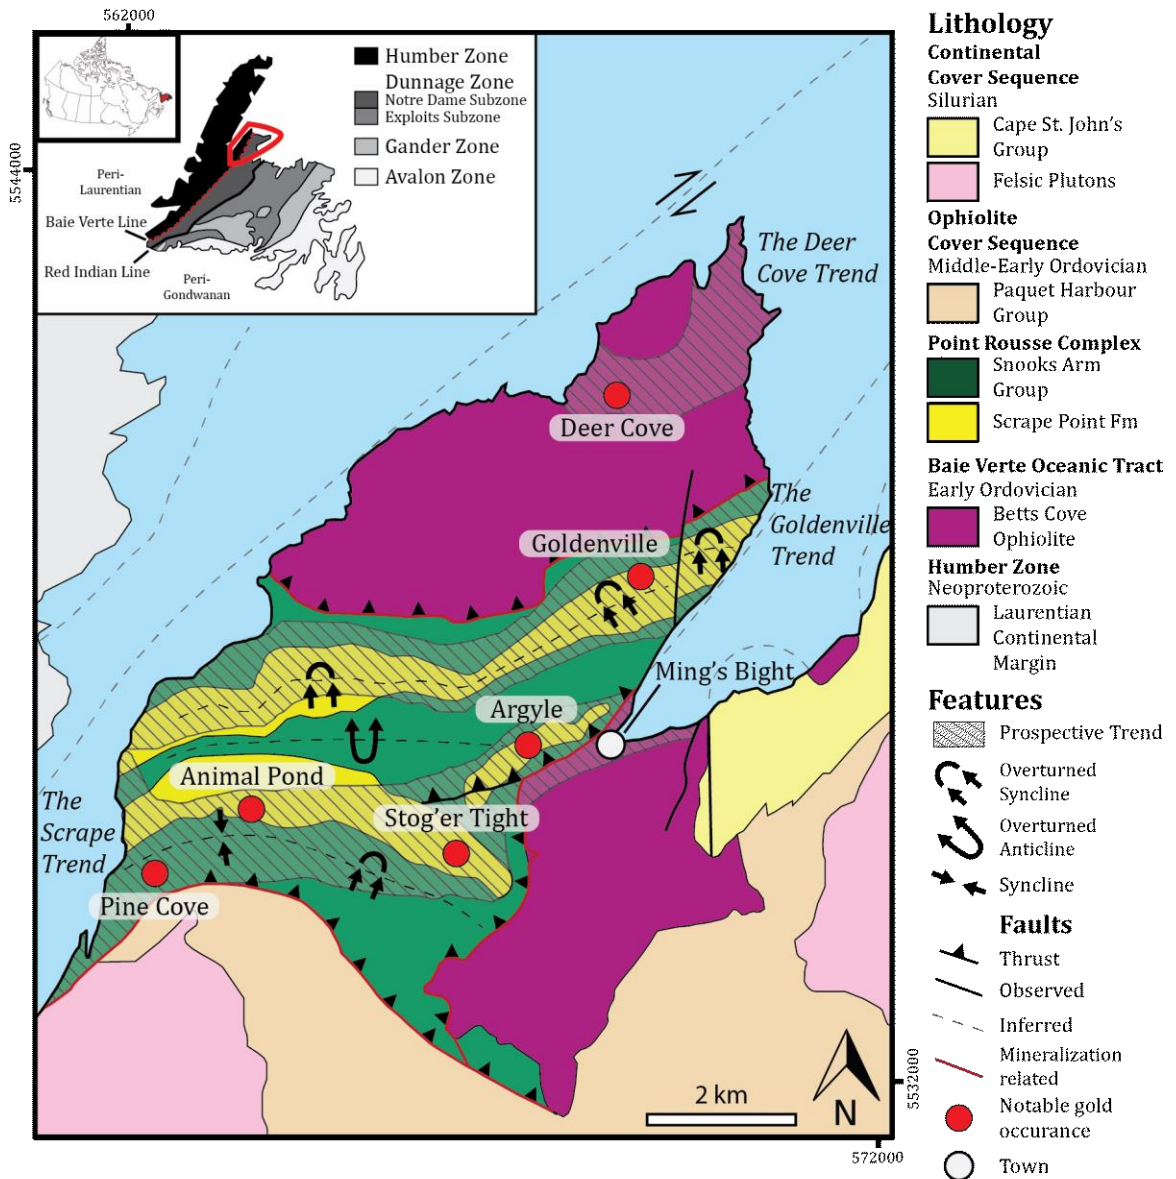 562000
5544000
Humber Zone
Dunnage Zone
Notre Dame Subzone
Exploits Subzone
Gander Zone
Avalon Zone
Peri-
Laurentian
Baie Verte Line
Red Indian Line
Peri-
Gondwanan
The Deer
Cove Trend
Deer Cove
The
Goldenville
Trend
Goldenville
Ming's Bight
Argyle
Animal Pond
Stog'er Tight
The
Scrape
Trend
Pine Cove
2 km
N
5532000
572000
Lithology
Continental
Cover Sequence
Silurian
Cape St. John's
Group
Felsic Plutons
Ophiolite
Cover Sequence
Middle-Early Ordovician
Paquet Harbour
Group
Point Rousse Complex
Snooks Arm
Group
Scrape Point Fm
Baie Verte Oceanic Tract
Early Ordovician
Betts Cove
Ophiolite
Humber Zone
Neoproterozoic
Laurentian
Continental
Margin
Features
Prospective Trend
Overturned
Syncline
Overturned
Anticline
Syncline
Faults
Thrust
Observed
Inferred
Mineralization
related
Notable gold
occurance
Town